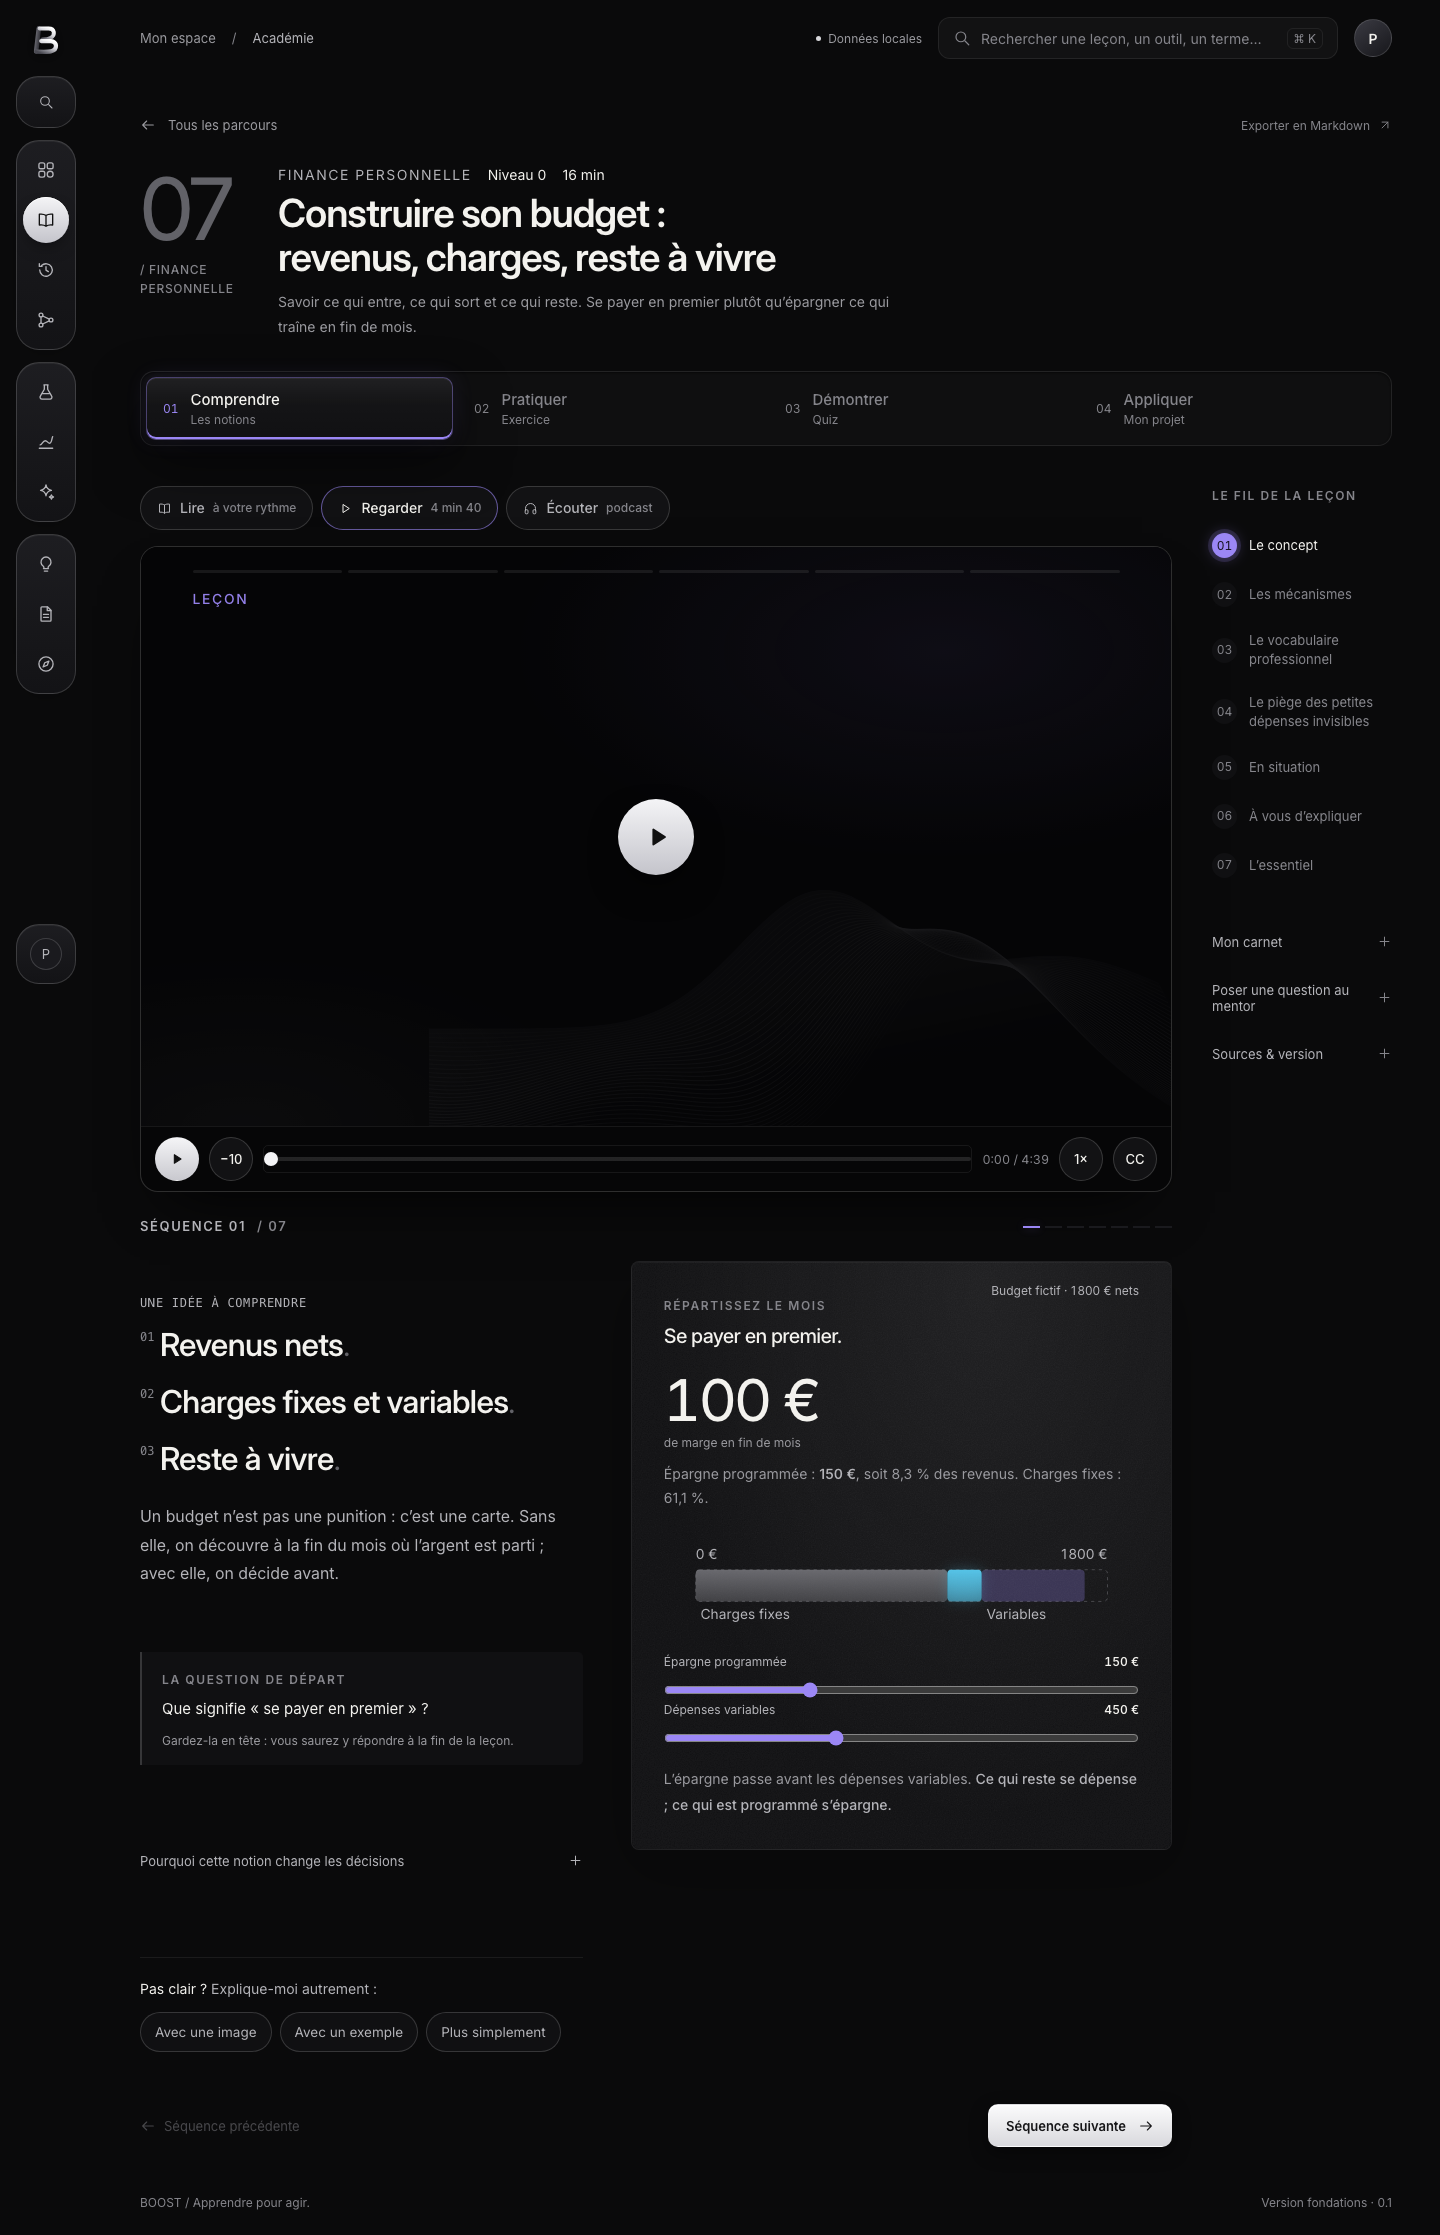 B
Mon espace / Académie
Données locales
Rechercher une leçon, un outil, un terme...
⌘ K
P
← Tous les parcours
Exporter en Markdown ↗
07
/ FINANCE
PERSONNELLE
FINANCE PERSONNELLE Niveau 0 16 min
Construire son budget :
revenus, charges, reste à vivre
Savoir ce qui entre, ce qui sort et ce qui reste. Se payer en premier plutôt qu’épargner ce qui
traîne en fin de mois.
01 Comprendre
Les notions
02 Pratiquer
Exercice
03 Démontrer
Quiz
04 Appliquer
Mon projet
Lire à votre rythme
Regarder 4 min 40
Écouter podcast
LEÇON
−10
0:00 / 4:39
1×
CC
LE FIL DE LA LEÇON
01 Le concept
02 Les mécanismes
03 Le vocabulaire
professionnel
04 Le piège des petites
dépenses invisibles
05 En situation
06 À vous d’expliquer
07 L’essentiel
Mon carnet +
Poser une question au
mentor +
Sources & version +
P
SÉQUENCE 01 / 07
UNE IDÉE À COMPRENDRE
01 Revenus nets.
02 Charges fixes et variables.
03 Reste à vivre.
Un budget n’est pas une punition : c’est une carte. Sans
elle, on découvre à la fin du mois où l’argent est parti ;
avec elle, on décide avant.
LA QUESTION DE DÉPART
Que signifie « se payer en premier » ?
Gardez-la en tête : vous saurez y répondre à la fin de la leçon.
Pourquoi cette notion change les décisions +
Pas clair ? Explique-moi autrement :
Avec une image
Avec un exemple
Plus simplement
Budget fictif · 1 800 € nets
RÉPARTISSEZ LE MOIS
Se payer en premier.
100 €
de marge en fin de mois
Épargne programmée : 150 €, soit 8,3 % des revenus. Charges fixes :
61,1 %.
0 € 1 800 €
Charges fixes Variables
Épargne programmée 150 €
Dépenses variables 450 €
L’épargne passe avant les dépenses variables. Ce qui reste se dépense
; ce qui est programmé s’épargne.
← Séquence précédente
Séquence suivante →
BOOST / Apprendre pour agir.
Version fondations · 0.1